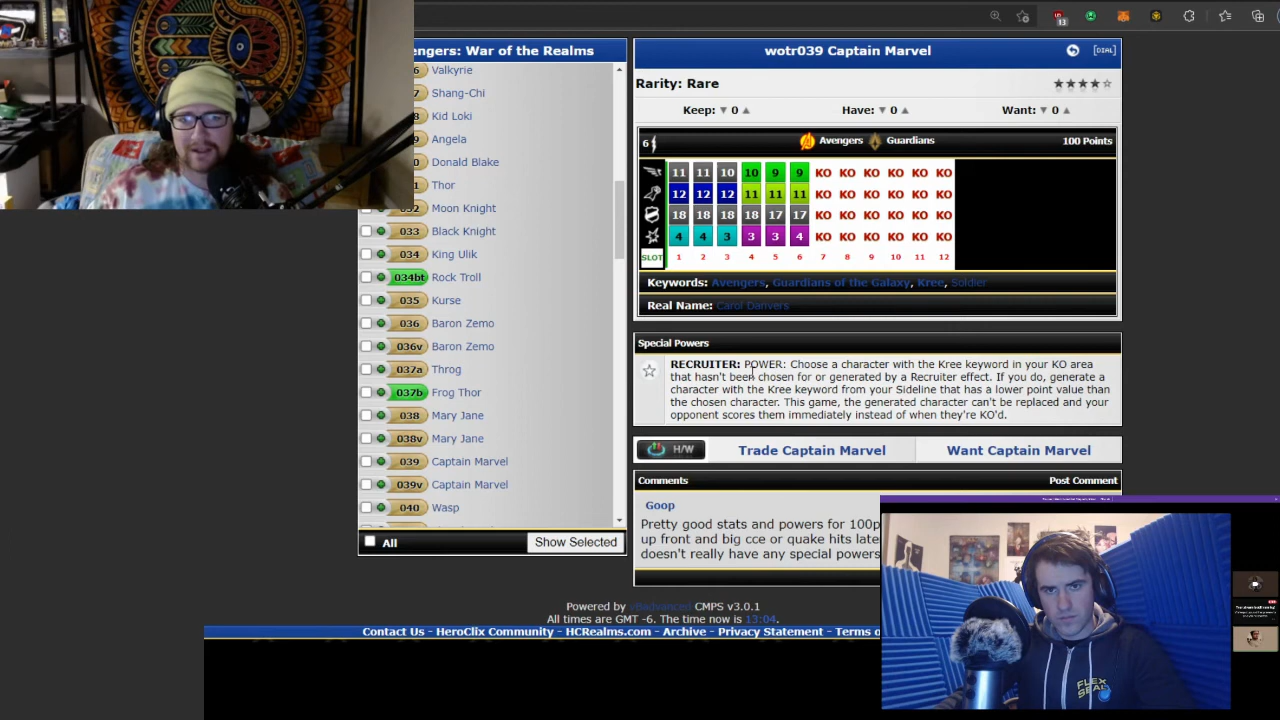 engers: War of the Realms
6 Valkyrie
7 Shang-Chi
8 Kid Loki
9 Angela
0 Donald Blake
1 Thor
032 Moon Knight
033 Black Knight
034 King Ulik
034bt Rock Troll
035 Kurse
036 Baron Zemo
036v Baron Zemo
037a Throg
037b Frog Thor
038 Mary Jane
038v Mary Jane
039 Captain Marvel
039v Captain Marvel
040 Wasp
All
Show Selected
wotr039 Captain Marvel
[DIAL]
Rarity: Rare
Keep: ▼ 0 ▲ Have: ▼ 0 ▲ Want: ▼ 0 ▲
6 Avengers Guardians 100 Points
11 11 10 10 9 9 KO KO KO KO KO KO
12 12 12 11 11 11 KO KO KO KO KO KO
18 18 18 18 17 17 KO KO KO KO KO KO
4 4 3 3 3 4 KO KO KO KO KO KO
SLOT 1 2 3 4 5 6 7 8 9 10 11 12
Keywords: Avengers, Guardians of the Galaxy, Kree, Soldier
Real Name: Carol Danvers
Special Powers
RECRUITER: POWER: Choose a character with the Kree keyword in your KO area
that hasn't been chosen for or generated by a Recruiter effect. If you do, generate a
character with the Kree keyword from your Sideline that has a lower point value than
the chosen character. This game, the generated character can't be replaced and your
opponent scores them immediately instead of when they're KO'd.
H/W
Trade Captain Marvel
Want Captain Marvel
Comments
Post Comment
Goop
Pretty good stats and powers for 100p
up front and big cce or quake hits late
doesn't really have any special powers
Powered by vBadvanced CMPS v3.0.1
All times are GMT -6. The time now is 13:04.
Contact Us - HeroClix Community - HCRealms.com - Archive - Privacy Statement - Terms o
13
FLEX
SEAL